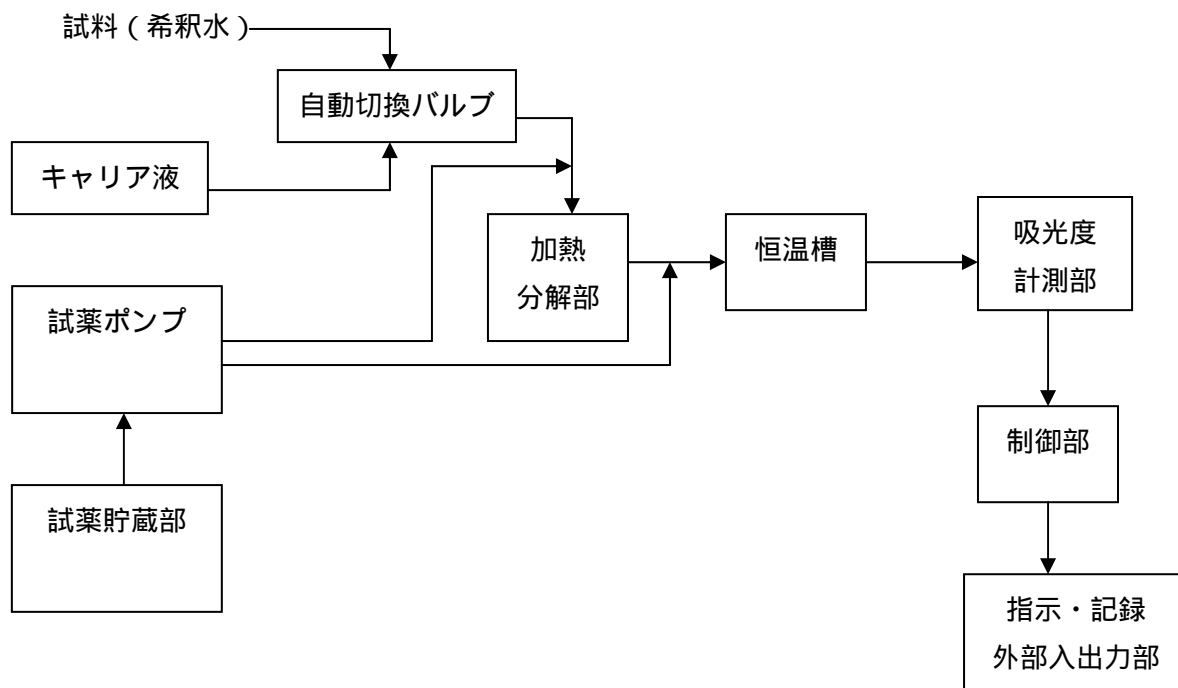 試料（希釈水）
自動切換バルブ
キャリア液
加熱
分解部
恒温槽
吸光度
計測部
試薬ポンプ
制御部
試薬貯蔵部
指示・記録
外部入出力部